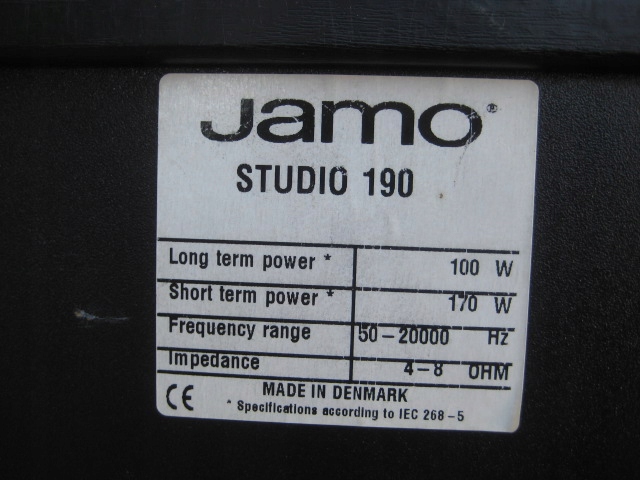 Jamo®
STUDIO 190
Long term power * 100 W
Short term power * 170 W
Frequency range 50-20000 Hz
Impedance 4-8 OHM
CE MADE IN DENMARK
* Specifications according to IEC 268-5